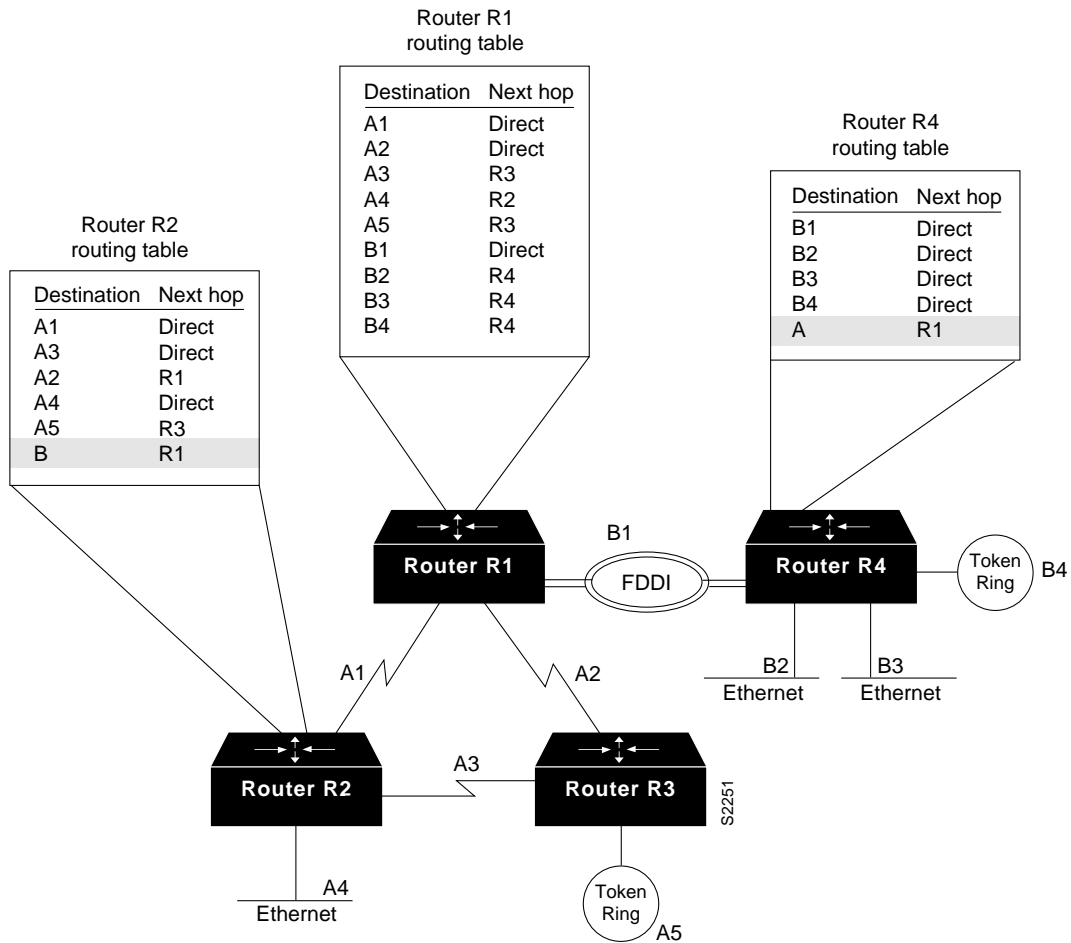 Router R1
routing table
Destination Next hop
A1 Direct
A2 Direct
A3 R3
A4 R2
A5 R3
B1 Direct
B2 R4
B3 R4
B4 R4
Router R4
routing table
Destination Next hop
B1 Direct
B2 Direct
B3 Direct
B4 Direct
A R1
Router R2
routing table
Destination Next hop
A1 Direct
A3 Direct
A2 R1
A4 Direct
A5 R3
B R1
Router R1
B1
FDDI
Router R4
Token
Ring
B4
A1
A2
B2
Ethernet
B3
Ethernet
Router R2
A3
Router R3
S2251
A4
Ethernet
Token
Ring
A5